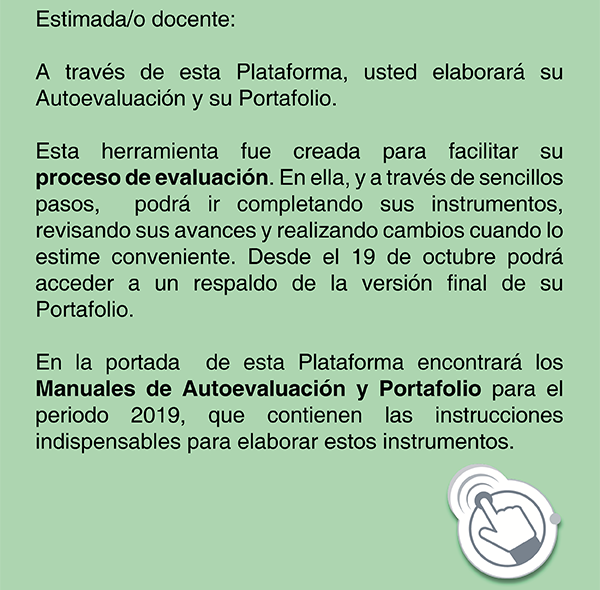 Estimada/o docente:
A través de esta Plataforma, usted elaborará su
Autoevaluación y su Portafolio.
Esta herramienta fue creada para facilitar su
proceso de evaluación. En ella, y a través de sencillos
pasos, podrá ir completando sus instrumentos,
revisando sus avances y realizando cambios cuando lo
estime conveniente. Desde el 19 de octubre podrá
acceder a un respaldo de la versión final de su
Portafolio.
En la portada de esta Plataforma encontrará los
Manuales de Autoevaluación y Portafolio para el
periodo 2019, que contienen las instrucciones
indispensables para elaborar estos instrumentos.